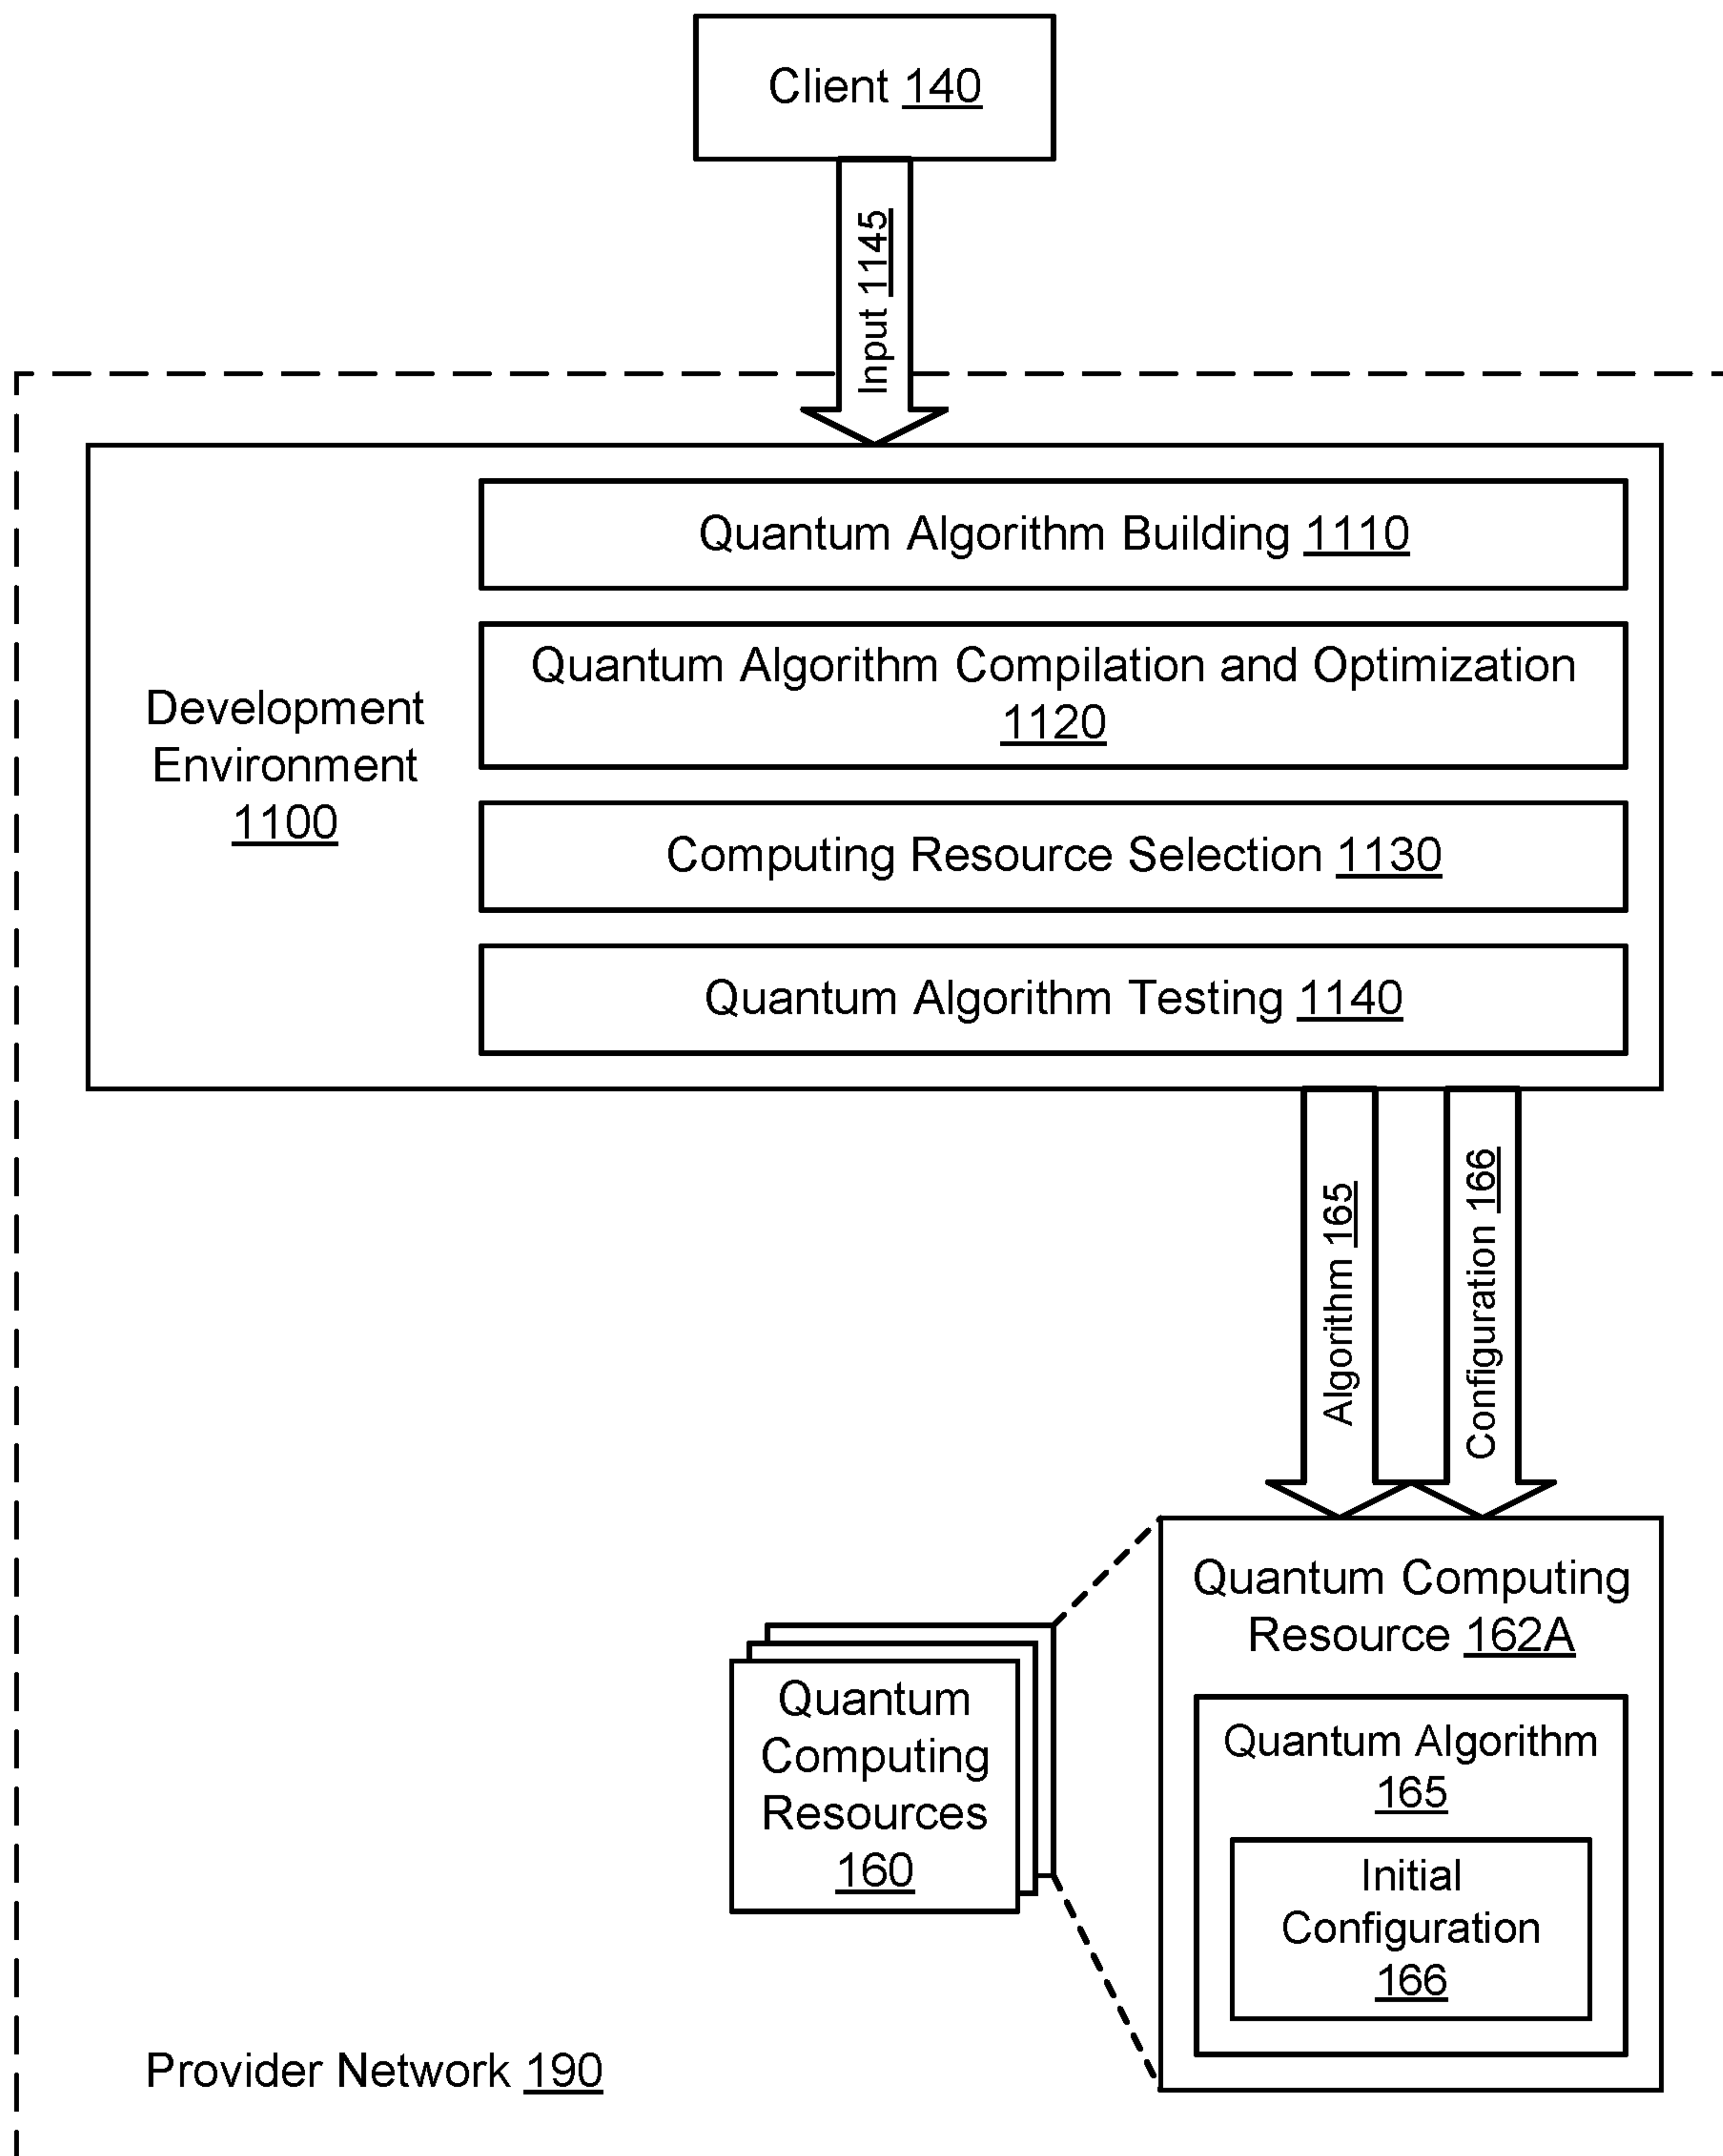 Client 140
Input 1145
Quantum Algorithm Building 1110
Quantum Algorithm Compilation and Optimization
1120
Development
Environment
1100
Computing Resource Selection 1130
Quantum Algorithm Testing 1140
Algorithm 165
Configuration 166
Quantum Computing
Resource 162A
Quantum
Computing
Resources
160
Quantum Algorithm
165
Initial
Configuration
166
Provider Network 190